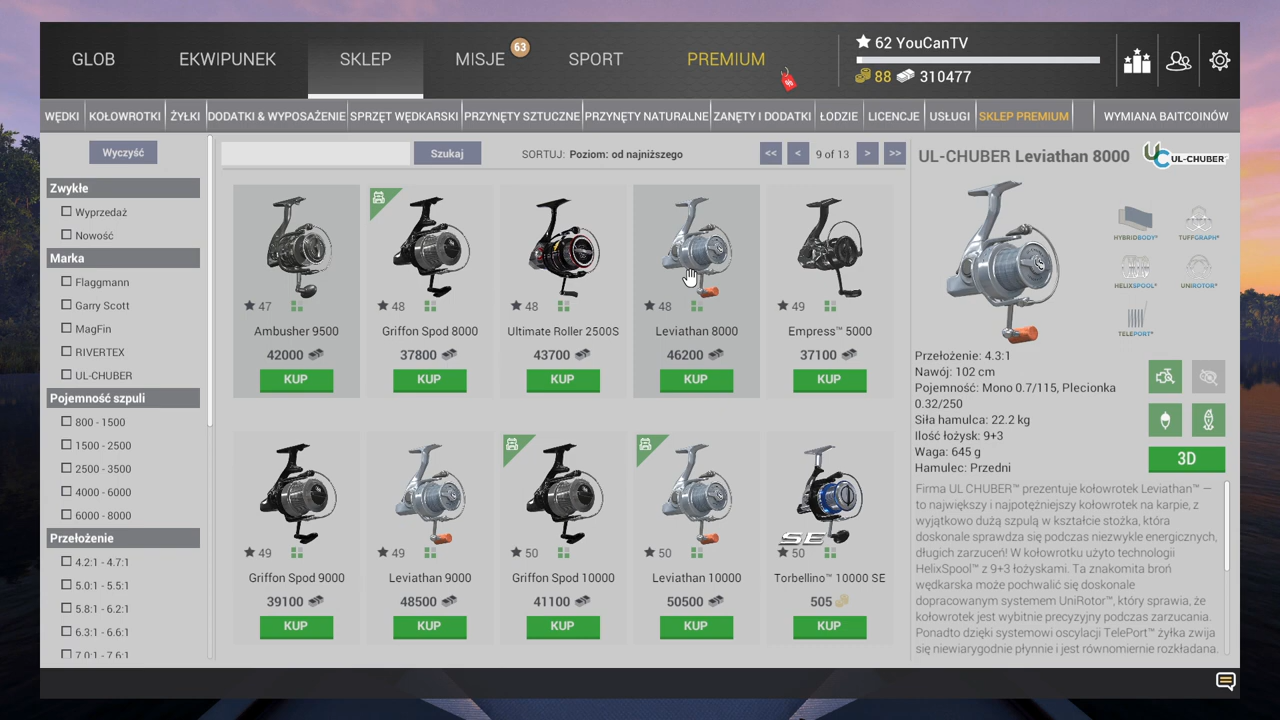 GLOB
EKWIPUNEK
SKLEP
MISJE
63
SPORT
PREMIUM
%
62 YouCanTV
88 310477
WĘDKI
KOŁOWROTKI
ŻYŁKI
DODATKI & WYPOSAŻENIE
SPRZĘT WĘDKARSKI
PRZYNĘTY SZTUCZNE
PRZYNĘTY NATURALNE
ZANĘTY I DODATKI
ŁODZIE
LICENCJE
USŁUGI
SKLEP PREMIUM
WYMIANA BAITCOINÓW
Wyczyść
Szukaj
SORTUJ: Poziom: od najniższego
<<
<
9 of 13
>
>>
Zwykłe
Wyprzedaż
Nowość
Marka
Flaggmann
Garry Scott
MagFin
RIVERTEX
UL-CHUBER
Pojemność szpuli
800 - 1500
1500 - 2500
2500 - 3500
4000 - 6000
6000 - 8000
Przełożenie
4.2:1 - 4.7:1
5.0:1 - 5.5:1
5.8:1 - 6.2:1
6.3:1 - 6.6:1
7.0:1 - 7.6:1
47
Ambusher 9500
42000
KUP
48
Griffon Spod 8000
37800
KUP
48
Ultimate Roller 2500S
43700
KUP
48
Leviathan 8000
46200
KUP
49
Empress™ 5000
37100
KUP
49
Griffon Spod 9000
39100
KUP
49
Leviathan 9000
48500
KUP
50
Griffon Spod 10000
41100
KUP
50
Leviathan 10000
50500
KUP
SE
50
Torbellino™ 10000 SE
505
KUP
UL-CHUBER Leviathan 8000
UC UL-CHUBER
HYBRIDBODY®
TUFFGRAPH®
HELIXSPOOL®
UNIROTOR®
TELEPORT®
Przełożenie: 4.3:1
Nawój: 102 cm
Pojemność: Mono 0.7/115, Plecionka
0.32/250
Siła hamulca: 22.2 kg
Ilość łożysk: 9+3
Waga: 645 g
Hamulec: Przedni
3D
Firma UL CHUBER™ prezentuje kołowrotek Leviathan™ —
to największy i najpotężniejszy kołowrotek na karpie, z
wyjątkowo dużą szpulą w kształcie stożka, która
doskonale sprawdza się podczas niezwykle energicznych,
długich zarzuceń! W kołowrotku użyto technologii
HelixSpool™ z 9+3 łożyskami. Ta znakomita broń
wędkarska może pochwalić się doskonale
dopracowanym systemem UniRotor™, który sprawia, że
kołowrotek jest wybitnie precyzyjny podczas zarzucania.
Ponadto dzięki systemowi oscylacji TelePort™ żyłka zwija
się niewiarygodnie płynnie i jest równomiernie rozkładana.